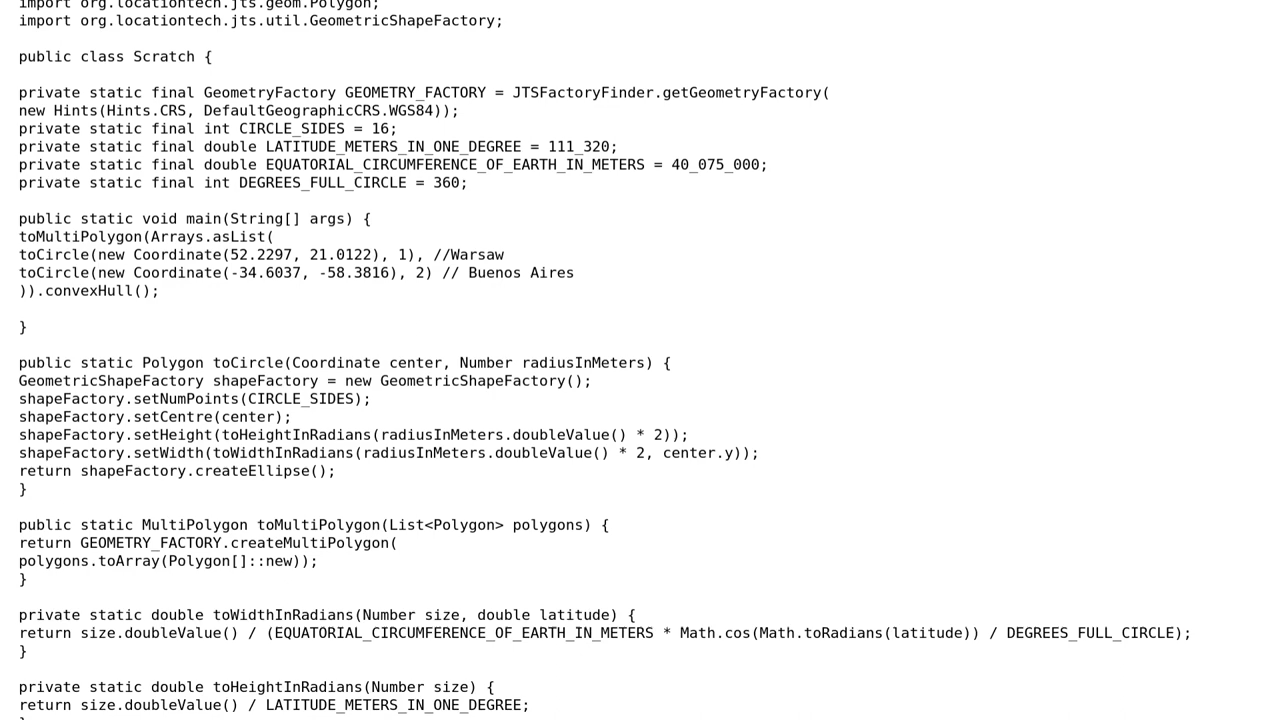 import org.locationtech.jts.geom.Polygon;
import org.locationtech.jts.util.GeometricShapeFactory;

public class Scratch {

private static final GeometryFactory GEOMETRY_FACTORY = JTSFactoryFinder.getGeometryFactory(
new Hints(Hints.CRS, DefaultGeographicCRS.WGS84));
private static final int CIRCLE_SIDES = 16;
private static final double LATITUDE_METERS_IN_ONE_DEGREE = 111_320;
private static final double EQUATORIAL_CIRCUMFERENCE_OF_EARTH_IN_METERS = 40_075_000;
private static final int DEGREES_FULL_CIRCLE = 360;

public static void main(String[] args) {
toMultiPolygon(Arrays.asList(
toCircle(new Coordinate(52.2297, 21.0122), 1), //Warsaw
toCircle(new Coordinate(-34.6037, -58.3816), 2) // Buenos Aires
)).convexHull();

}

public static Polygon toCircle(Coordinate center, Number radiusInMeters) {
GeometricShapeFactory shapeFactory = new GeometricShapeFactory();
shapeFactory.setNumPoints(CIRCLE_SIDES);
shapeFactory.setCentre(center);
shapeFactory.setHeight(toHeightInRadians(radiusInMeters.doubleValue() * 2));
shapeFactory.setWidth(toWidthInRadians(radiusInMeters.doubleValue() * 2, center.y));
return shapeFactory.createEllipse();
}

public static MultiPolygon toMultiPolygon(List<Polygon> polygons) {
return GEOMETRY_FACTORY.createMultiPolygon(
polygons.toArray(Polygon[]::new));
}

private static double toWidthInRadians(Number size, double latitude) {
return size.doubleValue() / (EQUATORIAL_CIRCUMFERENCE_OF_EARTH_IN_METERS * Math.cos(Math.toRadians(latitude)) / DEGREES_FULL_CIRCLE);
}

private static double toHeightInRadians(Number size) {
return size.doubleValue() / LATITUDE_METERS_IN_ONE_DEGREE;
}